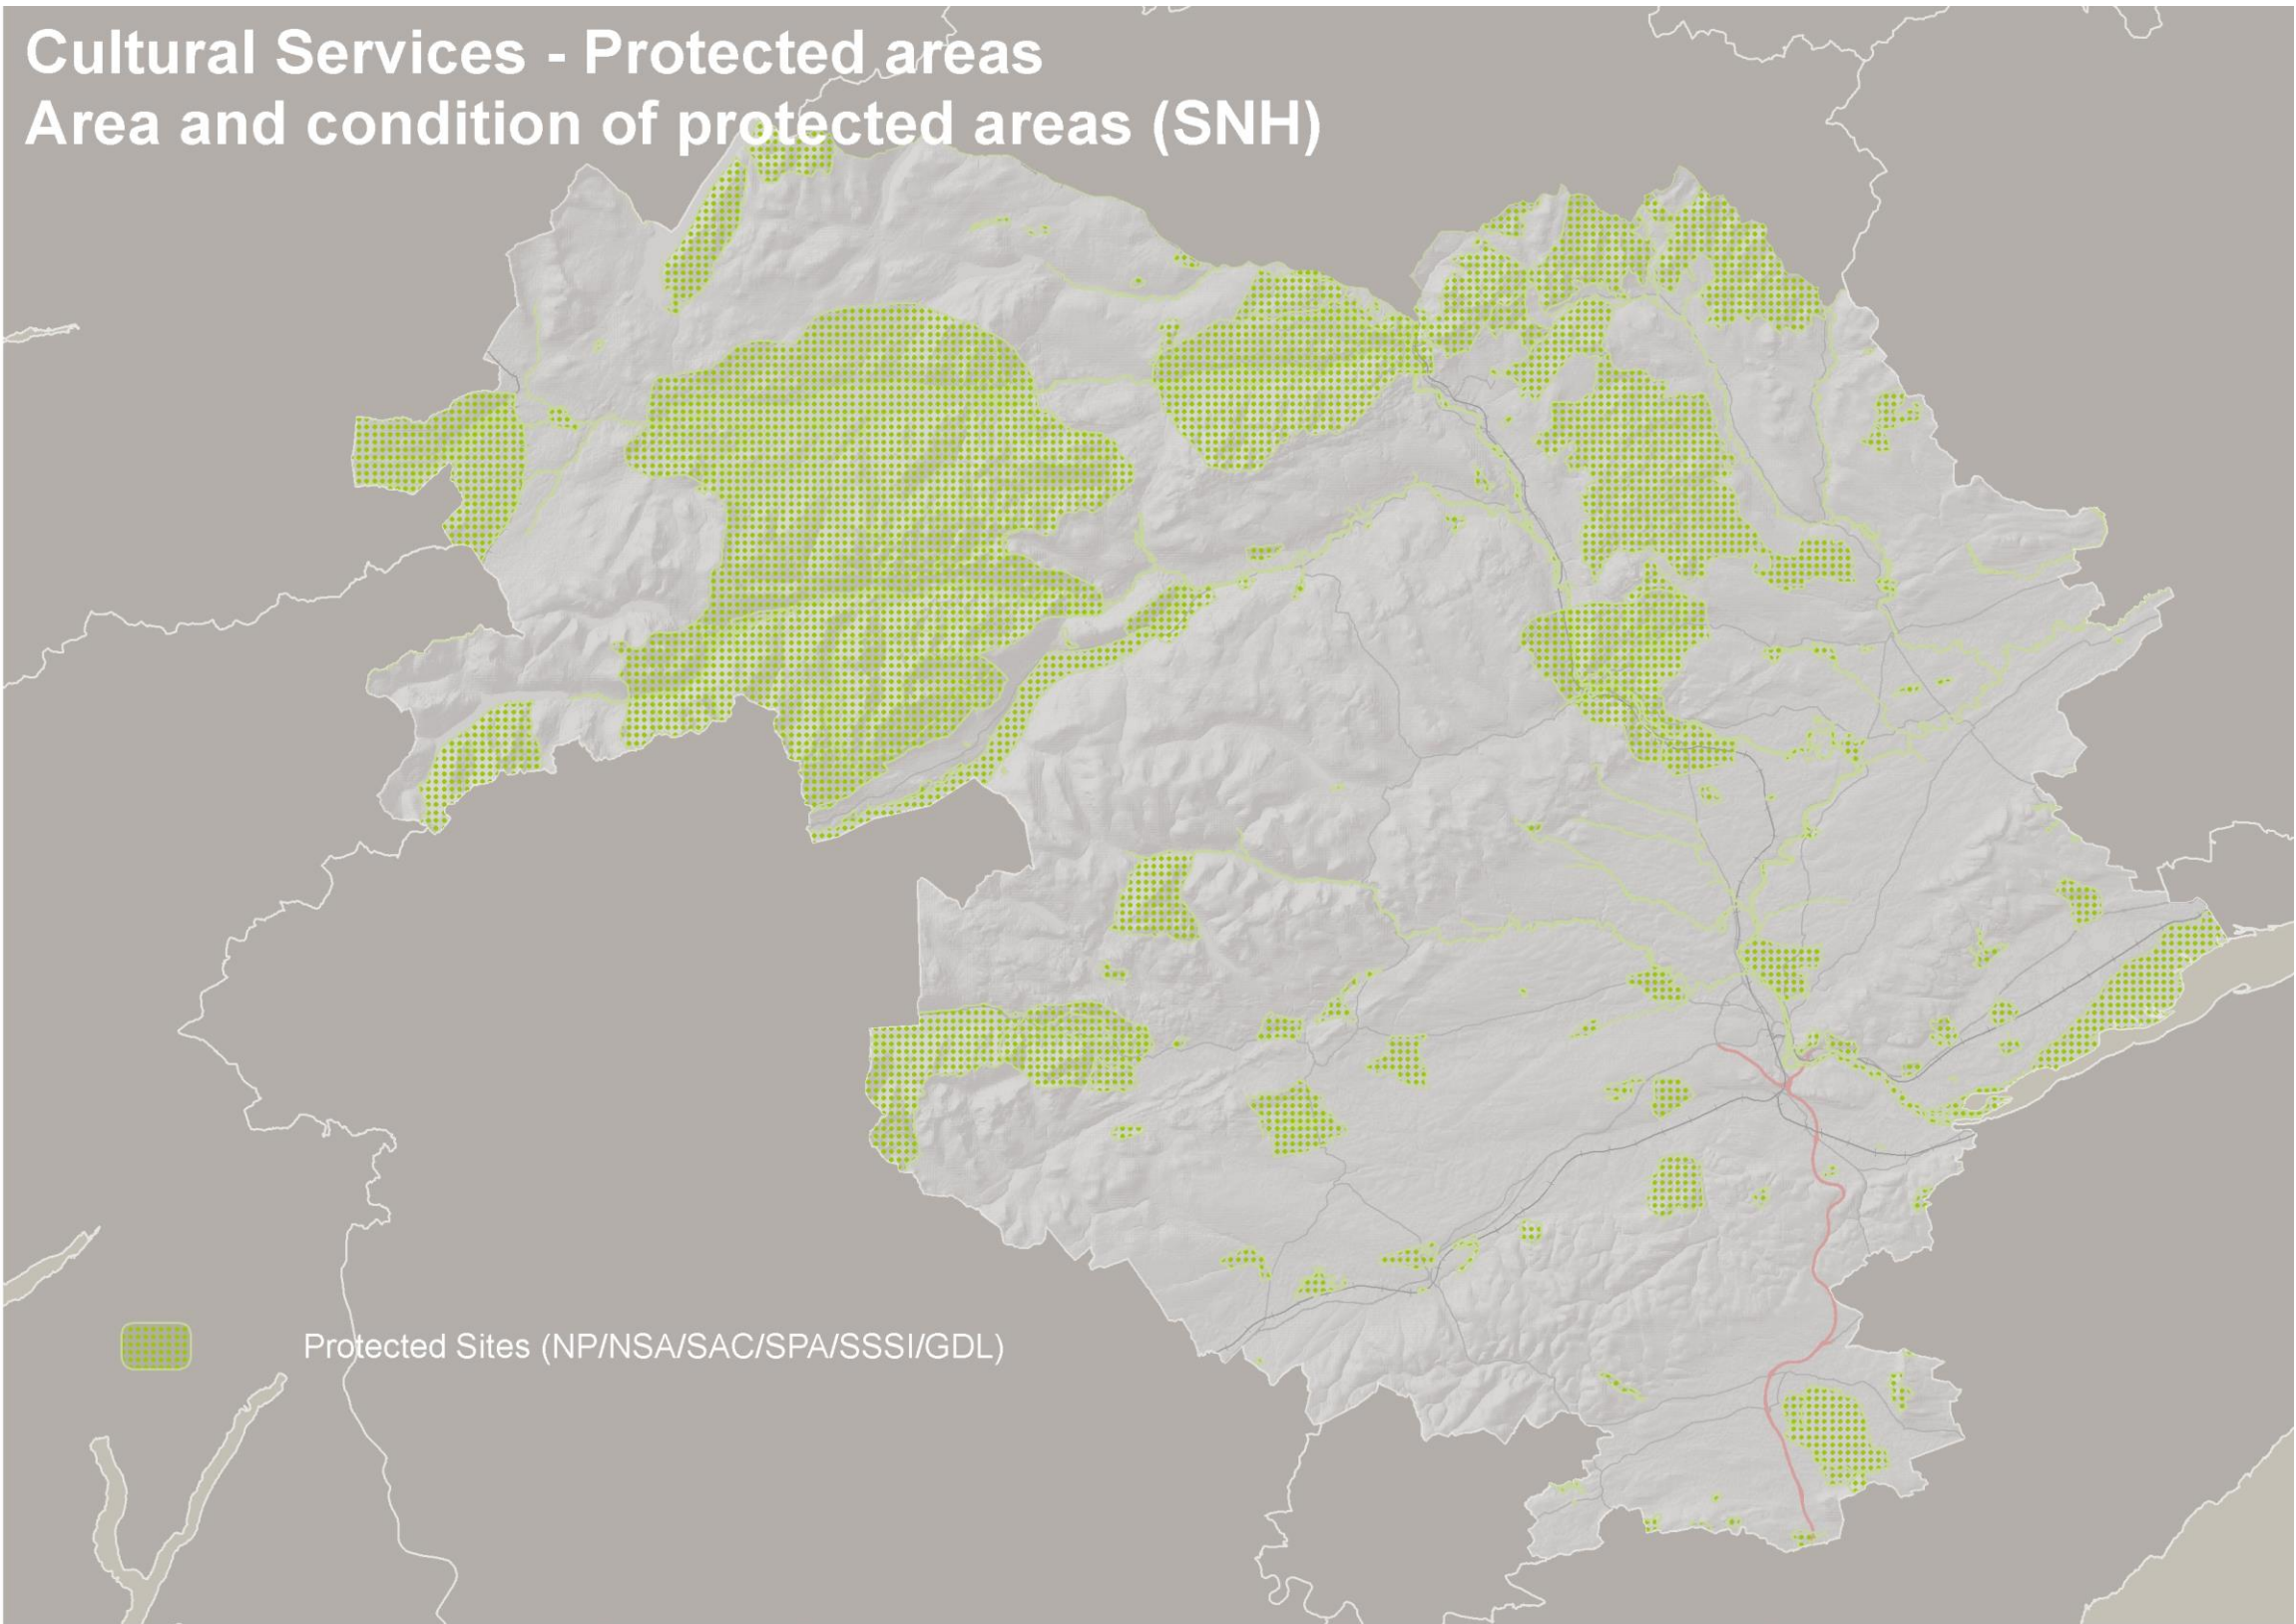 Cultural Services - Protected areas
Area and condition of protected areas (SNH)
Protected Sites (NP/NSA/SAC/SPA/SSSI/GDL)